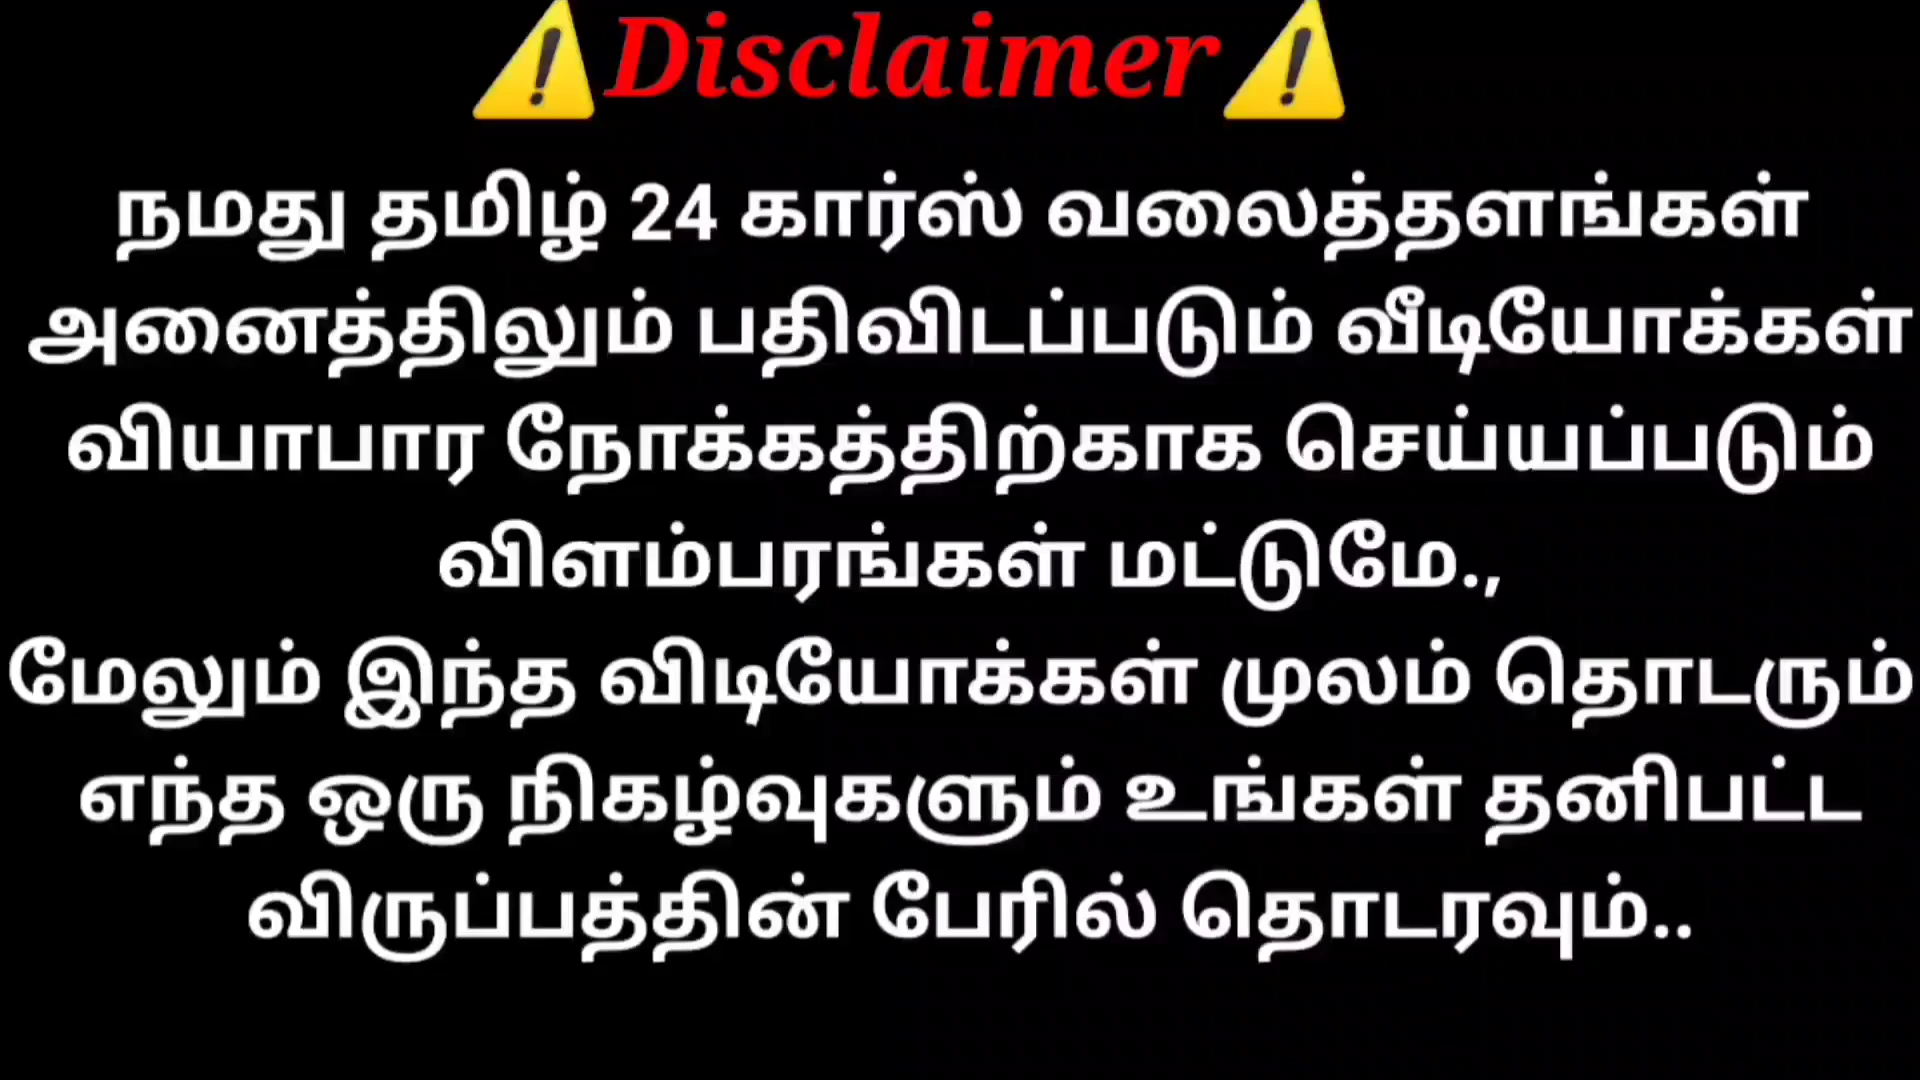 ⚠️Disclaimer⚠️
நமது தமிழ் 24 கார்ஸ் வலைத்தளங்கள்
அனைத்திலும் பதிவிடப்படும் வீடியோக்கள்
வியாபார நோக்கத்திற்காக செய்யப்படும்
விளம்பரங்கள் மட்டுமே.,
மேலும் இந்த விடியோக்கள் முலம் தொடரும்
எந்த ஒரு நிகழ்வுகளும் உங்கள் தனிபட்ட
விருப்பத்தின் பேரில் தொடரவும்..